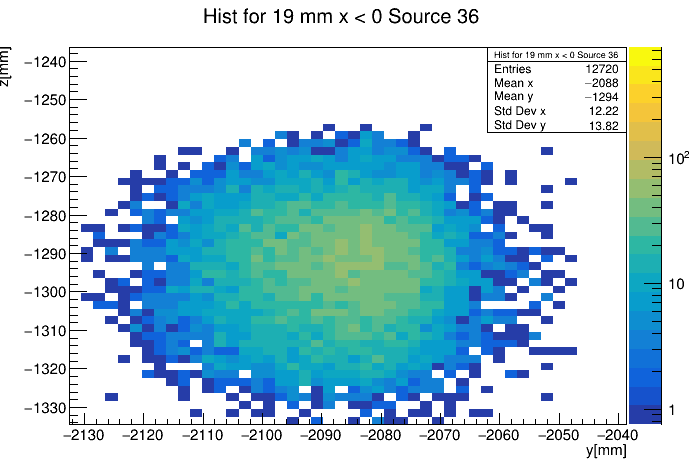 Hist for 19 mm x < 0 Source 36
z[mm]
−1240
−1250
−1260
−1270
−1280
−1290
−1300
−1310
−1320
−1330
Hist for 19 mm x < 0 Source 36
Entries 12720
Mean x −2088
Mean y −1294
Std Dev x 12.22
Std Dev y 13.82
10²
10
1
−2130 −2120 −2110 −2100 −2090 −2080 −2070 −2060 −2050 −2040
y[mm]